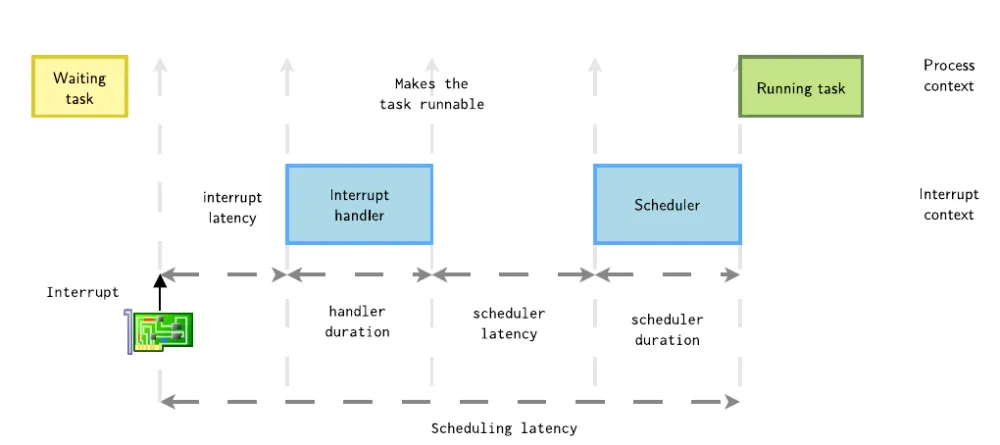 Waiting
task
Makes the
task runnable
Running task
Process
context
interrupt
latency
Interrupt
handler
Scheduler
Interrupt
context
Interrupt
handler
duration
scheduler
latency
scheduler
duration
Scheduling latency